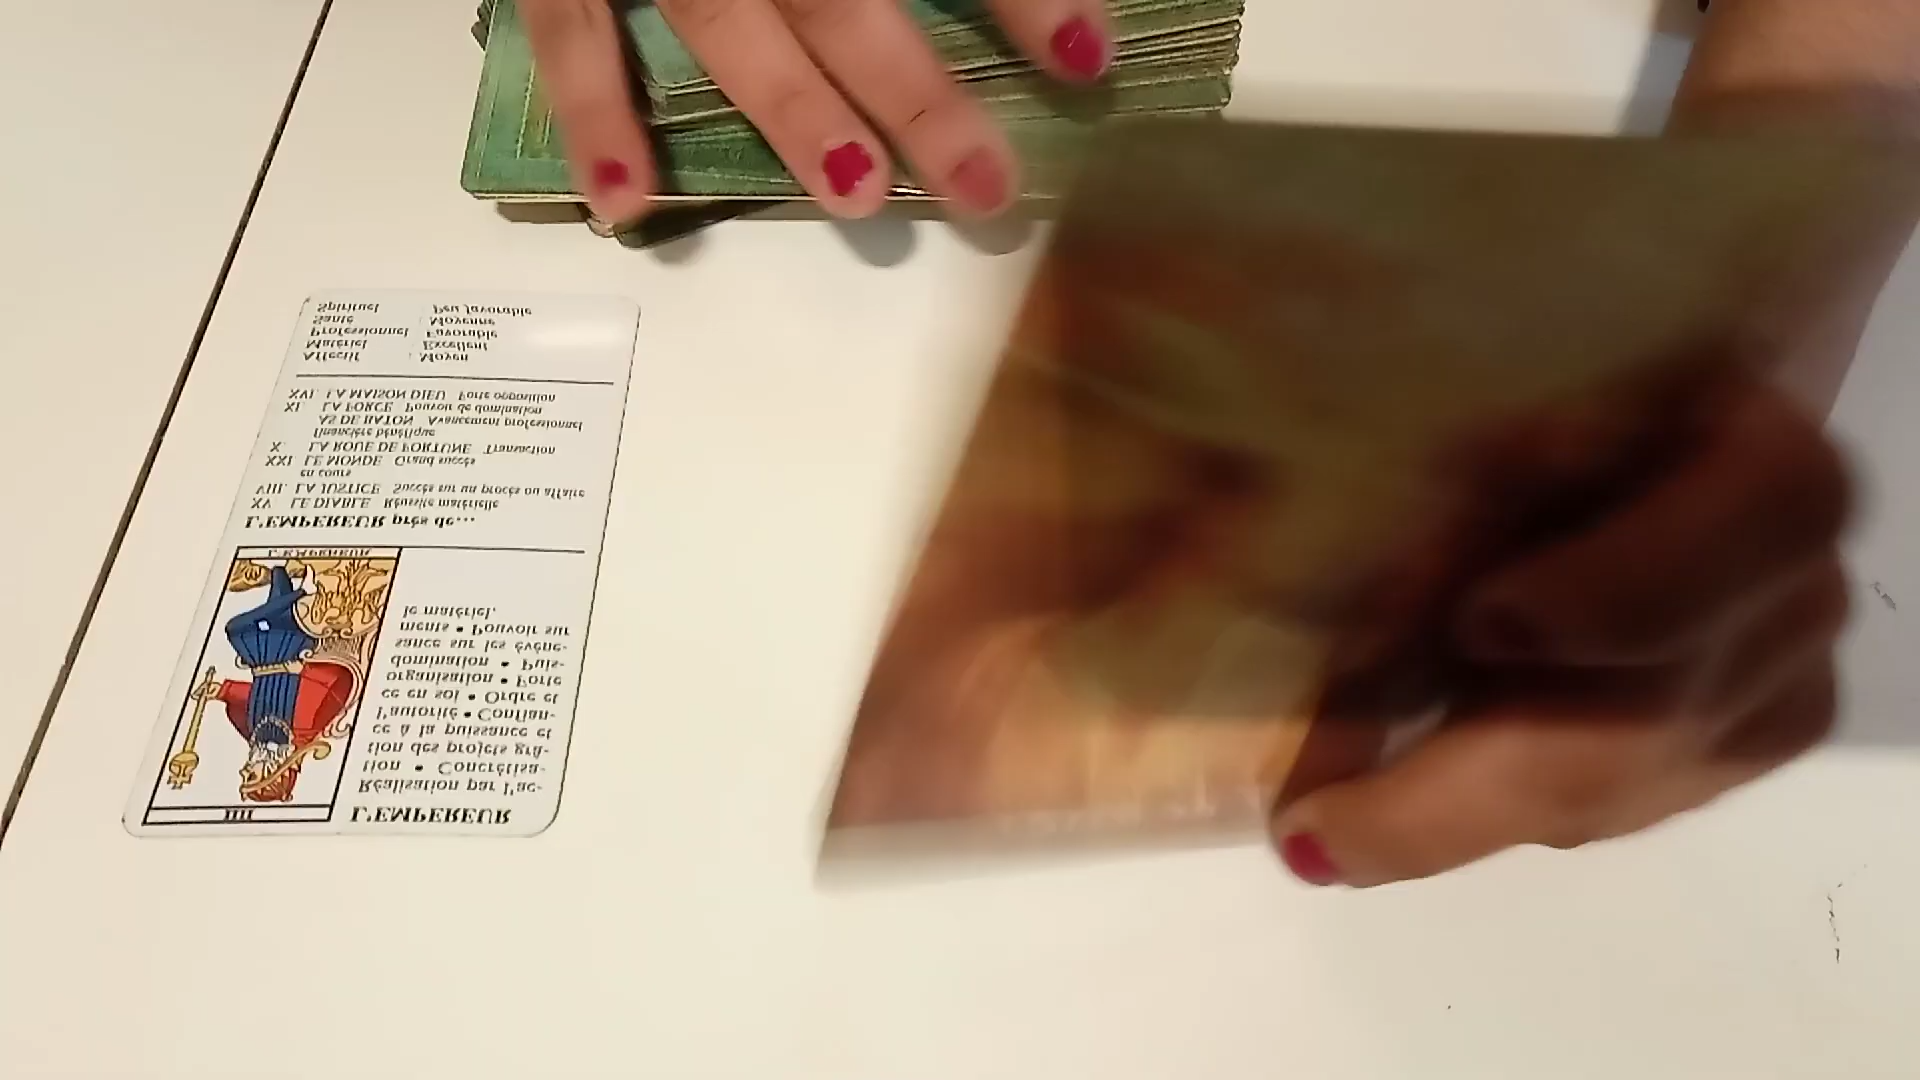 IIII
L'EMPEREUR
Réalisation par l'ac-
tion • Concrétisa-
tion des projets grâ-
ce à la puissance et
l'autorité • Confian-
ce en soi • Ordre et
organisation • Forte
domination • Puis-
sance sur les évène-
ments • Pouvoir sur
le matériel.
L'EMPEREUR
L'EMPEREUR près de...
XV. LE DIABLE Réussite matérielle
VIII. LA JUSTICE Succès sur un procès ou affaire
en cours
XXI. LE MONDE Grand succès
X. LA ROUE DE FORTUNE Transaction
financière bénéfique
AS DE BATON Avancement professionnel
XI. LA FORCE Pouvoir de domination
XVI. LA MAISON DIEU Forte opposition
Affectif : Moyen
Matériel : Excellent
Professionnel : Favorable
Santé : Moyenne
Spirituel : Peu favorable